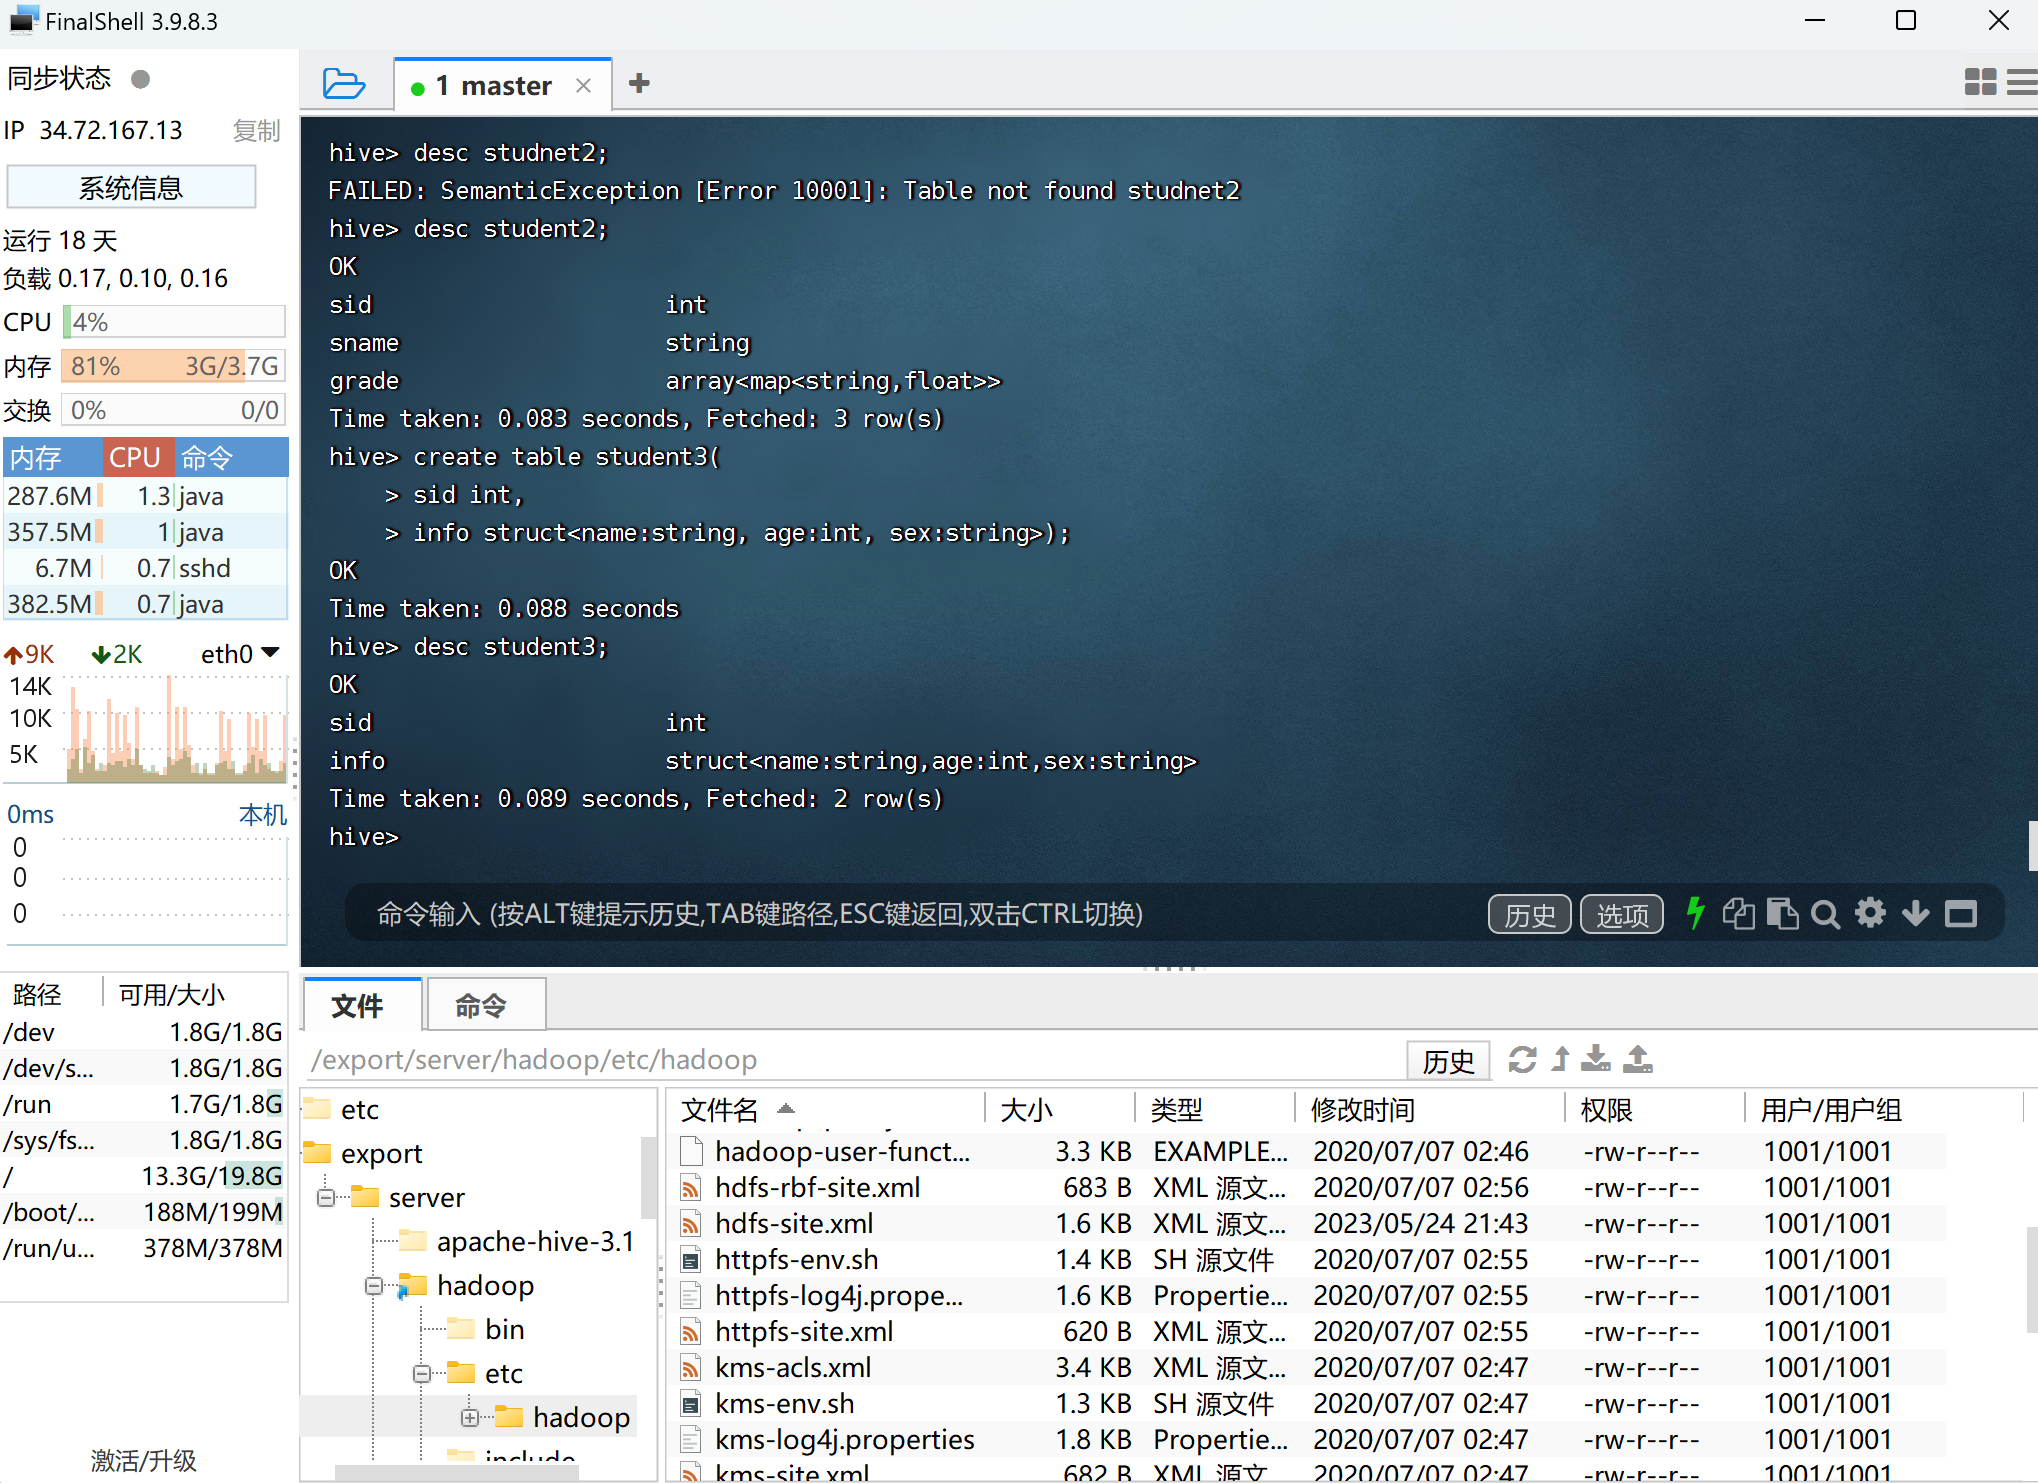 FinalShell 3.9.8.3
同步状态
IP 34.72.167.13 复制
系统信息
运行 18 天
负载 0.17, 0.10, 0.16
CPU 4%
内存 81% 3G/3.7G
交换 0% 0/0
内存 CPU 命令
287.6M 1.3 java
357.5M 1 java
6.7M 0.7 sshd
382.5M 0.7 java
9K 2K eth0
14K
10K
5K
0ms 本机
0
0
0
路径 可用/大小
/dev 1.8G/1.8G
/dev/s... 1.8G/1.8G
/run 1.7G/1.8G
/sys/fs... 1.8G/1.8G
/ 13.3G/19.8G
/boot/... 188M/199M
/run/u... 378M/378M
激活/升级
1 master
hive> desc studnet2;
FAILED: SemanticException [Error 10001]: Table not found studnet2
hive> desc student2;
OK
sid int
sname string
grade array<map<string,float>>
Time taken: 0.083 seconds, Fetched: 3 row(s)
hive> create table student3(
> sid int,
> info struct<name:string, age:int, sex:string>);
OK
Time taken: 0.088 seconds
hive> desc student3;
OK
sid int
info struct<name:string,age:int,sex:string>
Time taken: 0.089 seconds, Fetched: 2 row(s)
hive>
命令输入 (按ALT键提示历史,TAB键路径,ESC键返回,双击CTRL切换) 历史 选项
文件 命令
/export/server/hadoop/etc/hadoop 历史
etc
export
server
apache-hive-3.1
hadoop
bin
etc
hadoop
include
文件名 大小 类型 修改时间 权限 用户/用户组
hadoop-user-funct... 3.3 KB EXAMPLE... 2020/07/07 02:46 -rw-r--r-- 1001/1001
hdfs-rbf-site.xml 683 B XML 源文... 2020/07/07 02:56 -rw-r--r-- 1001/1001
hdfs-site.xml 1.6 KB XML 源文... 2023/05/24 21:43 -rw-r--r-- 1001/1001
httpfs-env.sh 1.4 KB SH 源文件 2020/07/07 02:55 -rw-r--r-- 1001/1001
httpfs-log4j.prope... 1.6 KB Propertie... 2020/07/07 02:55 -rw-r--r-- 1001/1001
httpfs-site.xml 620 B XML 源文... 2020/07/07 02:55 -rw-r--r-- 1001/1001
kms-acls.xml 3.4 KB XML 源文... 2020/07/07 02:47 -rw-r--r-- 1001/1001
kms-env.sh 1.3 KB SH 源文件 2020/07/07 02:47 -rw-r--r-- 1001/1001
kms-log4j.properties 1.8 KB Propertie... 2020/07/07 02:47 -rw-r--r-- 1001/1001
kms-site.xml 682 B XML 源文... 2020/07/07 02:47 -rw-r--r-- 1001/1001